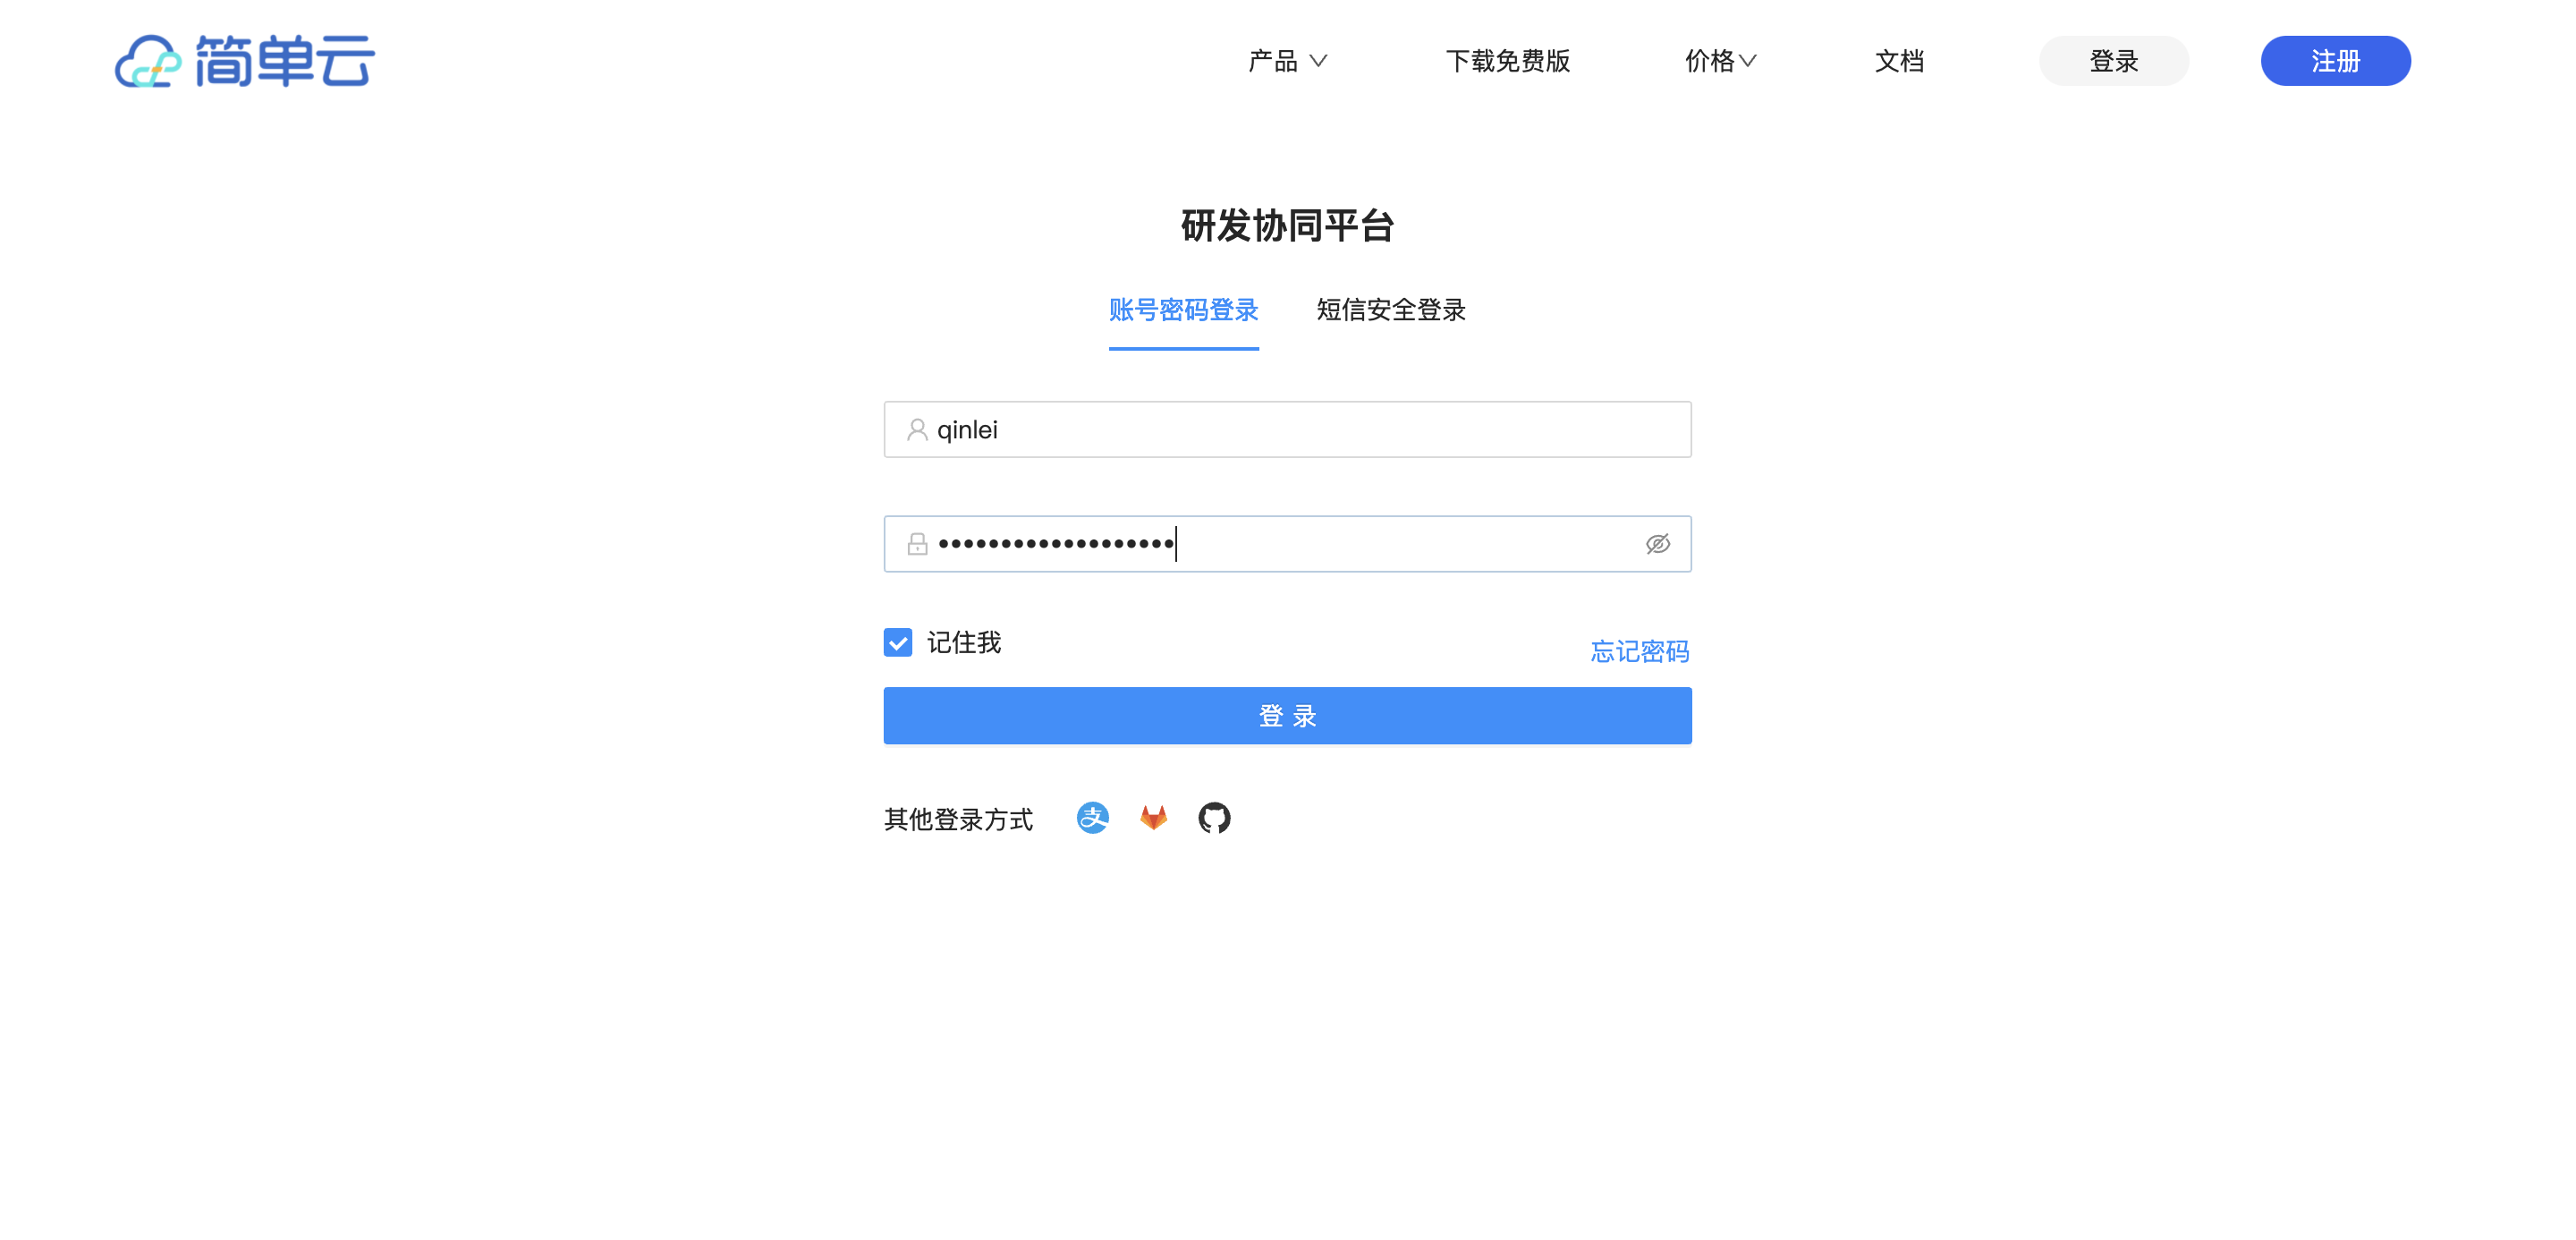 简单云 产品 下载免费版 价格 文档 登录 注册
研发协同平台
账号密码登录 短信安全登录
qinlei
•••••••••••••••••••
记住我 忘记密码
登 录
其他登录方式 支